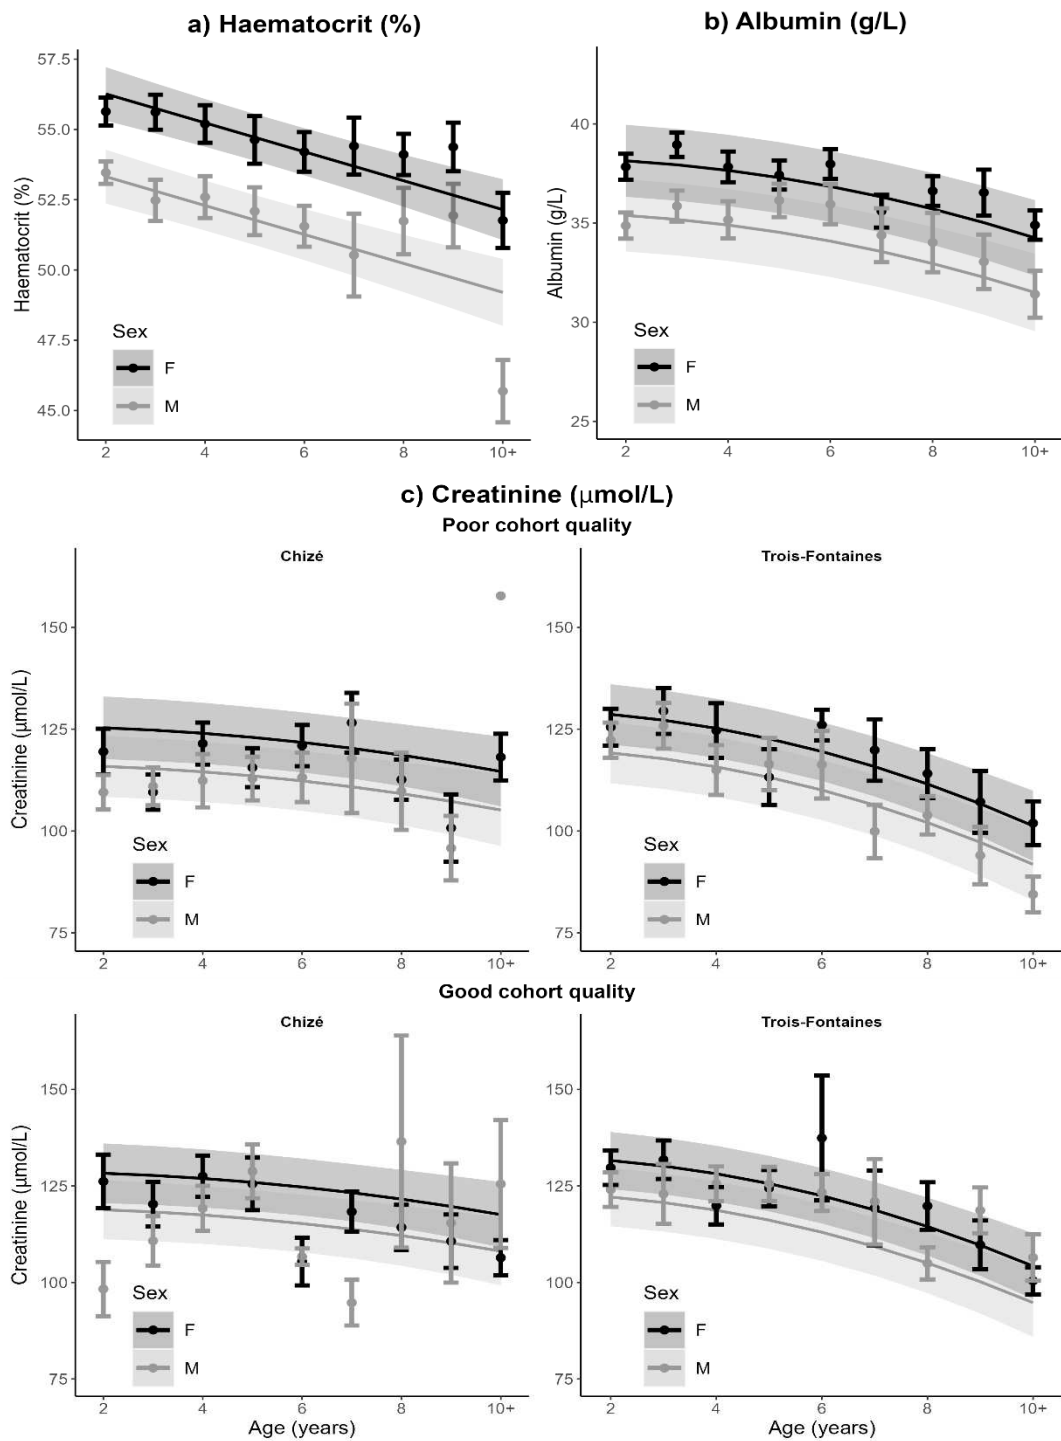 a) Haematocrit (%)
b) Albumin (g/L)
57.5
55.0
52.5
50.0
47.5
45.0
Haematocrit (%)
Sex
F
M
2 4 6 8 10+
40
35
30
25
Albumin (g/L)
Sex
F
M
2 4 6 8 10+
c) Creatinine (μmol/L)
Poor cohort quality
Chizé
150
125
100
75
Creatinine (μmol/L)
Sex
F
M
2 4 6 8 10+
Trois-Fontaines
150
125
100
75
Sex
F
M
2 4 6 8 10+
Good cohort quality
Chizé
150
125
100
75
Creatinine (μmol/L)
Sex
F
M
2 4 6 8 10+
Age (years)
Trois-Fontaines
150
125
100
75
Sex
F
M
2 4 6 8 10+
Age (years)